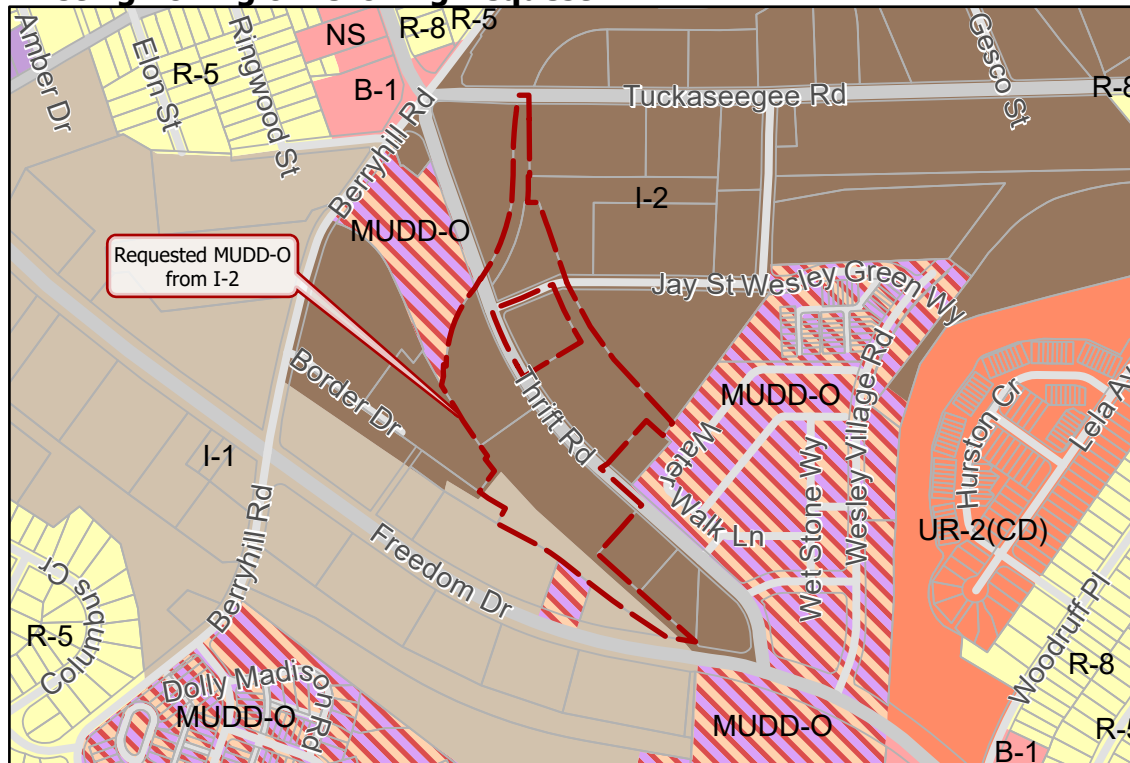 R-8
R-5
NS
Amber Dr
Elon St
Ringwood St
R-5
B-1
Gesco St
Tuckaseegee Rd
R-8
Berryhill Rd
I-2
MUDD-O
Requested MUDD-O
from I-2
Jay St
Wesley Green Wy
Border Dr
Thrift Rd
MUDD-O
Wesley Village Rd
Hurston Cr
Lela Av
I-1
Water
Walk Ln
Wet Stone Wy
UR-2(CD)
Berryhill Rd
Freedom Dr
Columbus Cr
R-5
Woodruff Pl
R-8
Dolly Madison Rd
MUDD-O
MUDD-O
R-5
B-1